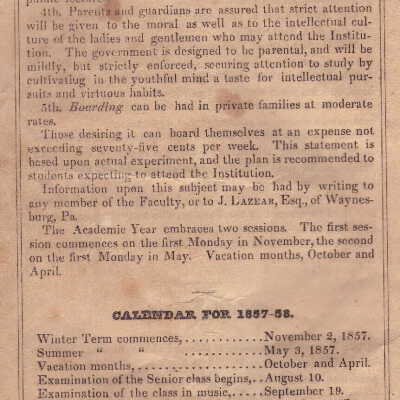 4th. Parents and guardians are assured that strict attention
will be given to the moral as well as to the intellectual cul-
ture of the ladies and gentlemen who may attend the Institu-
tion. The government is designed to be parental, and will be
mildly, but strictly enforced, securing attention to study by
cultivating in the youthful mind a taste for intellectual pur-
suits and virtuous habits.
5th. Boarding can be had in private families at moderate
rates.
Those desiring it can board themselves at an expense not
exceeding seventy-five cents per week. This statement is
based upon actual experiment, and the plan is recommended to
students expecting to attend the Institution.
Information upon this subject may be had by writing to
any member of the Faculty, or to J. LAZEAR, Esq., of Waynes-
burg, Pa.
The Academic Year embraces two sessions. The first ses-
sion commences on the first Monday in November, the second
on the first Monday in May. Vacation months, October and
April.
CALENDAR FOR 1857-58.
Winter Term commences,............November 2, 1857.
Summer " " ............May 3, 1857.
Vacation months,..................October and April.
Examination of the Senior class begins,..August 10.
Examination of the class in music,.....September 19.